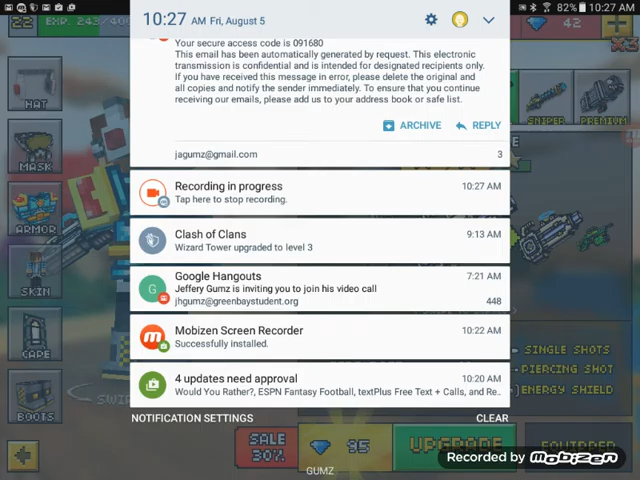 10:27 AM Fri, August 5
82% 10:27 AM
22 EXP. 243/40
42
X3
Your secure access code is 091680
This email has been automatically generated by request. This electronic
transmission is confidential and is intended for designated recipients only.
If you have received this message in error, please delete the original and
all copies and notify the sender immediately. To ensure that you continue
receiving our emails, please add us to your address book or safe list.
ARCHIVE REPLY
jagumz@gmail.com 3
HAT
SNIPER PREMIUM
MASK
Recording in progress 10:27 AM
Tap here to stop recording.
ARMOR
Clash of Clans 9:13 AM
Wizard Tower upgraded to level 3
SKIN
G Google Hangouts 7:21 AM
Jeffery Gumz is inviting you to join his video call
jhgumz@greenbaystudent.org 448
CAPE
Mobizen Screen Recorder 10:22 AM
Successfully installed.
SINGLE SHOTS
PIERCING SHOT
ENERGY SHIELD
4 updates need approval 10:20 AM
Would You Rather?, ESPN Fantasy Football, textPlus Free Text + Calls, and Re..
BOOTS
NOTIFICATION SETTINGS CLEAR
SALE
30%
95
UPGRADE
EQUIPPED
Recorded by mobizen
GUMZ